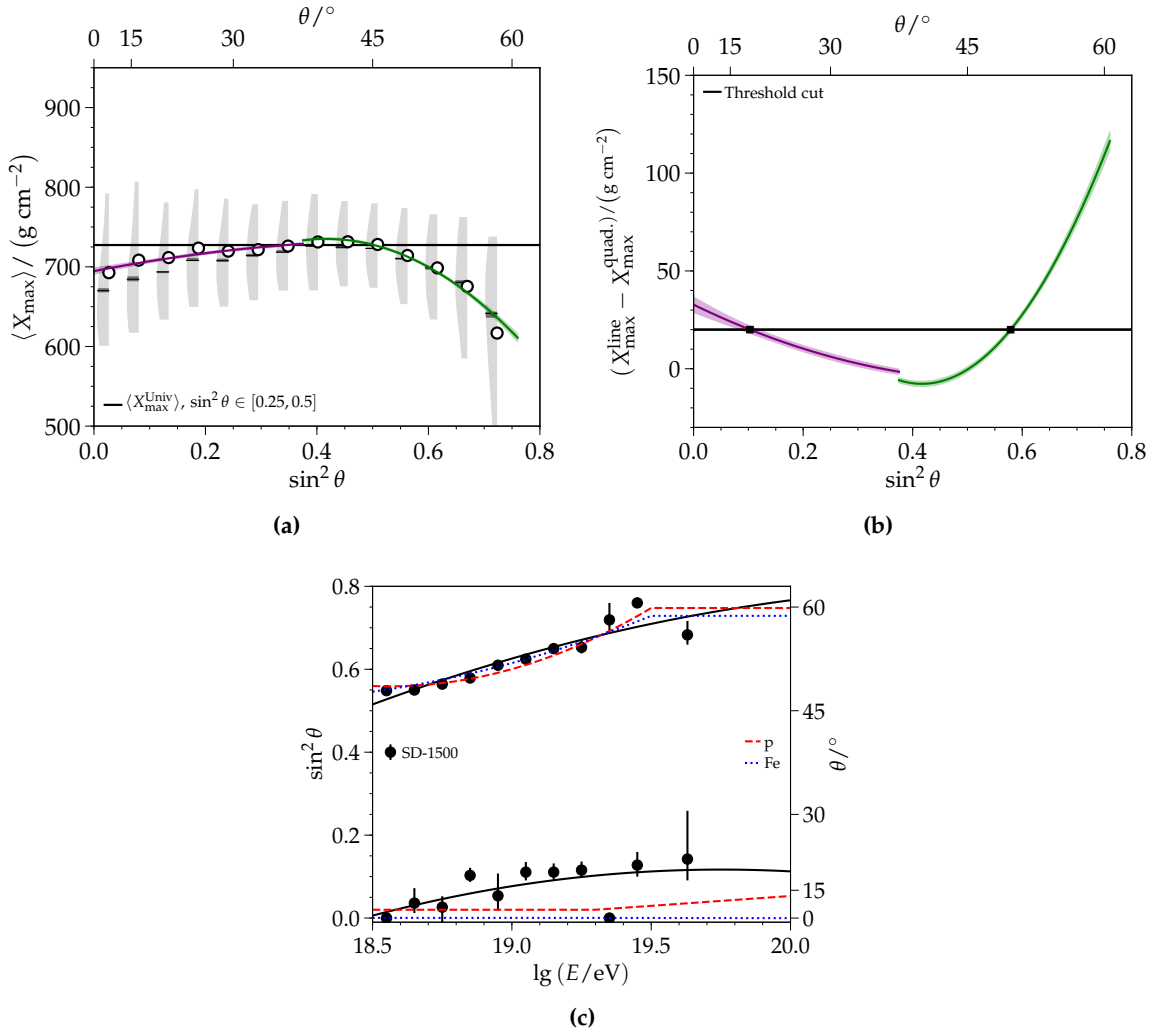 θ/°
0 15 30 45 60
900
800
700
600
500
⟨X_max⟩/(g cm⁻²)
⟨X_max^Univ⟩, sin² θ ∈ [0.25, 0.5]
0.0 0.2 0.4 0.6 0.8
sin² θ
(a)
θ/°
0 15 30 45 60
150
100
50
0
(X_max^line − X_max^quad.)/(g cm⁻²)
Threshold cut
0.0 0.2 0.4 0.6 0.8
sin² θ
(b)
0.8
0.6
0.4
0.2
0.0
sin² θ
SD-1500
p
Fe
60
45
30
15
0
θ/°
18.5 19.0 19.5 20.0
lg (E/eV)
(c)